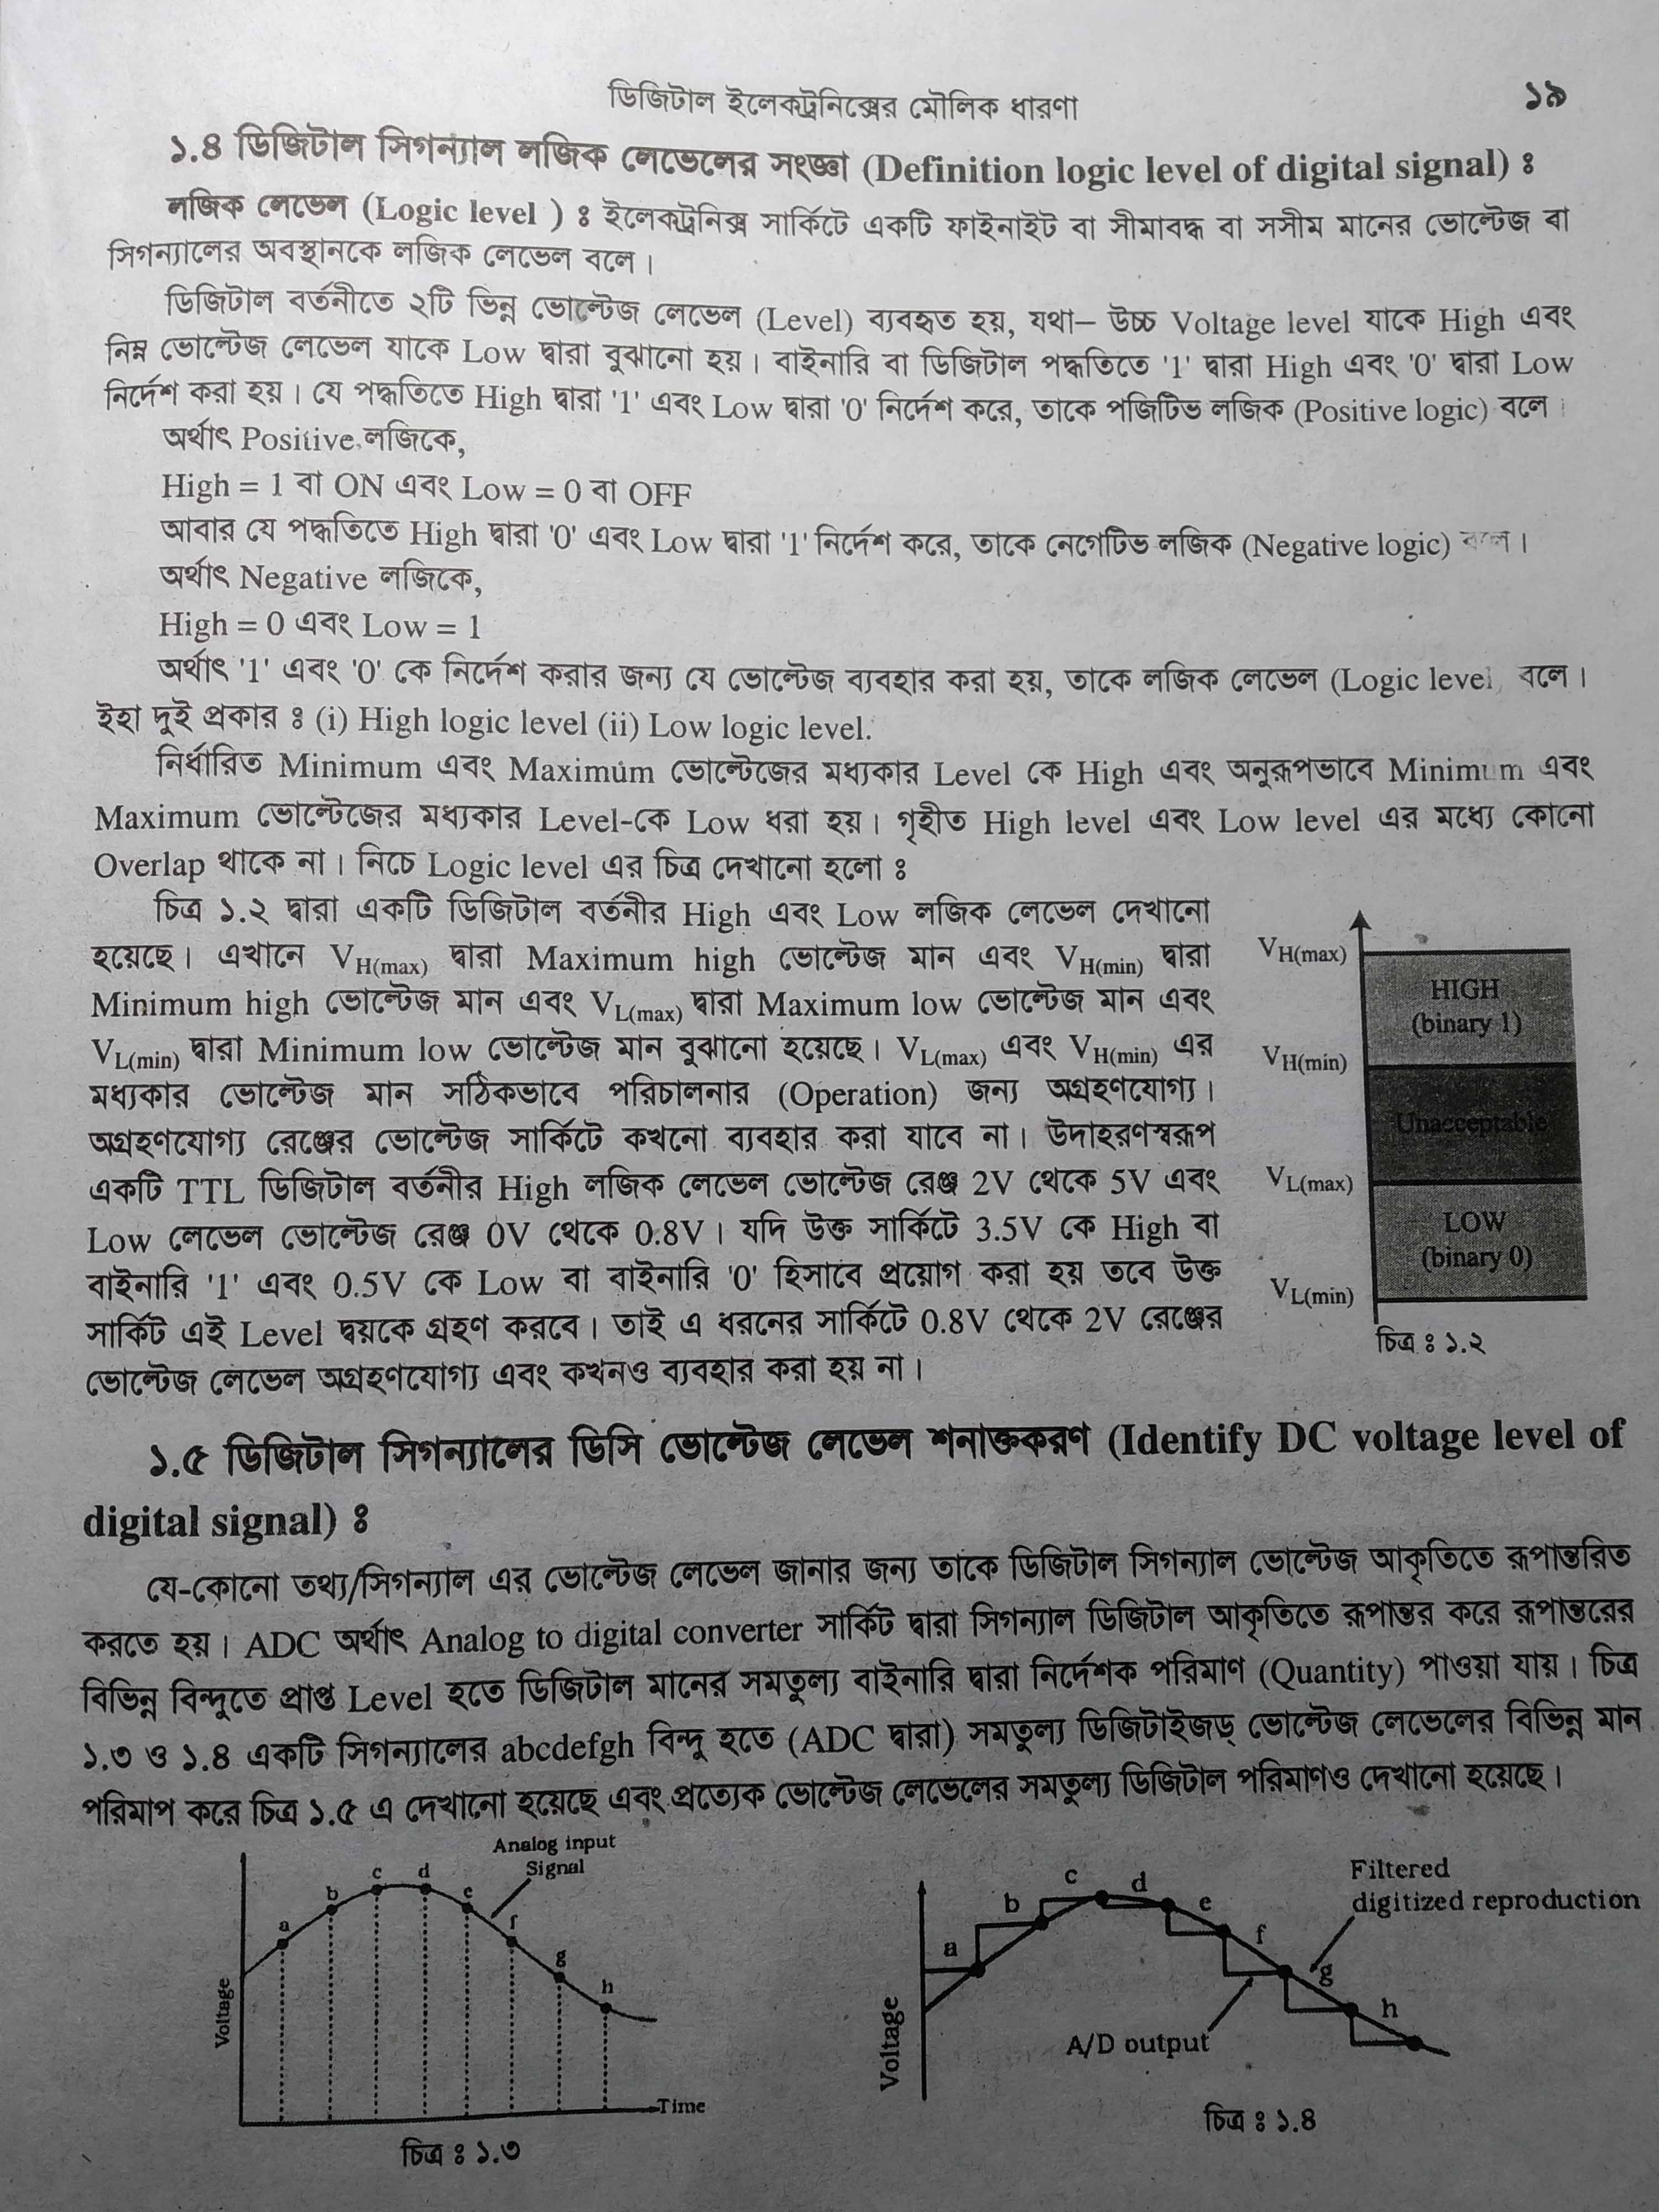 ডিজিটাল ইলেকট্রনিক্সের মৌলিক ধারণা
১৯
১.৪ ডিজিটাল সিগন্যাল লজিক লেভেলের সংজ্ঞা (Definition logic level of digital signal) ঃ
লজিক লেভেল (Logic level ) ঃ ইলেকট্রনিক্স সার্কিটে একটি ফাইনাইট বা সীমাবদ্ধ বা সসীম মানের ভোল্টেজ বা
সিগন্যালের অবস্থানকে লজিক লেভেল বলে।
ডিজিটাল বর্তনীতে ২টি ভিন্ন ভোল্টেজ লেভেল (Level) ব্যবহৃত হয়, যথা– উচ্চ Voltage level যাকে High এবং
নিম্ন ভোল্টেজ লেভেল যাকে Low দ্বারা বুঝানো হয়। বাইনারি বা ডিজিটাল পদ্ধতিতে '1' দ্বারা High এবং '0' দ্বারা Low
নির্দেশ করা হয়। যে পদ্ধতিতে High দ্বারা '1' এবং Low দ্বারা '0' নির্দেশ করে, তাকে পজিটিভ লজিক (Positive logic) বলে।
অর্থাৎ Positive লজিকে,
High = 1 বা ON এবং Low = 0 বা OFF
আবার যে পদ্ধতিতে High দ্বারা '0' এবং Low দ্বারা '1' নির্দেশ করে, তাকে নেগেটিভ লজিক (Negative logic) বলে।
অর্থাৎ Negative লজিকে,
High = 0 এবং Low = 1
অর্থাৎ '1' এবং '0' কে নির্দেশ করার জন্য যে ভোল্টেজ ব্যবহার করা হয়, তাকে লজিক লেভেল (Logic level) বলে।
ইহা দুই প্রকার ঃ (i) High logic level (ii) Low logic level.
নির্ধারিত Minimum এবং Maximum ভোল্টেজের মধ্যকার Level কে High এবং অনুরূপভাবে Minimum এবং
Maximum ভোল্টেজের মধ্যকার Level-কে Low ধরা হয়। গৃহীত High level এবং Low level এর মধ্যে কোনো
Overlap থাকে না। নিচে Logic level এর চিত্র দেখানো হলো ঃ
চিত্র ১.২ দ্বারা একটি ডিজিটাল বর্তনীর High এবং Low লজিক লেভেল দেখানো
হয়েছে। এখানে V_H(max) দ্বারা Maximum high ভোল্টেজ মান এবং V_H(min) দ্বারা
Minimum high ভোল্টেজ মান এবং V_L(max) দ্বারা Maximum low ভোল্টেজ মান এবং
V_L(min) দ্বারা Minimum low ভোল্টেজ মান বুঝানো হয়েছে। V_L(max) এবং V_H(min) এর
মধ্যকার ভোল্টেজ মান সঠিকভাবে পরিচালনার (Operation) জন্য অগ্রহণযোগ্য।
অগ্রহণযোগ্য রেঞ্জের ভোল্টেজ সার্কিটে কখনো ব্যবহার করা যাবে না। উদাহরণস্বরূপ
একটি TTL ডিজিটাল বর্তনীর High লজিক লেভেল ভোল্টেজ রেঞ্জ 2V থেকে 5V এবং
Low লেভেল ভোল্টেজ রেঞ্জ 0V থেকে 0.8V। যদি উক্ত সার্কিটে 3.5V কে High বা
বাইনারি '1' এবং 0.5V কে Low বা বাইনারি '0' হিসাবে প্রয়োগ করা হয় তবে উক্ত
সার্কিট এই Level দ্বয়কে গ্রহণ করবে। তাই এ ধরনের সার্কিটে 0.8V থেকে 2V রেঞ্জের
ভোল্টেজ লেভেল অগ্রহণযোগ্য এবং কখনও ব্যবহার করা হয় না।
V_H(max)
HIGH
(binary 1)
V_H(min)
Unacceptable
V_L(max)
LOW
(binary 0)
V_L(min)
চিত্র ঃ ১.২
১.৫ ডিজিটাল সিগন্যালের ডিসি ভোল্টেজ লেভেল শনাক্তকরণ (Identify DC voltage level of
digital signal) ঃ
যে-কোনো তথ্য/সিগন্যাল এর ভোল্টেজ লেভেল জানার জন্য তাকে ডিজিটাল সিগন্যাল ভোল্টেজ আকৃতিতে রূপান্তরিত
করতে হয়। ADC অর্থাৎ Analog to digital converter সার্কিট দ্বারা সিগন্যাল ডিজিটাল আকৃতিতে রূপান্তর করে রূপান্তরের
বিভিন্ন বিন্দুতে প্রাপ্ত Level হতে ডিজিটাল মানের সমতুল্য বাইনারি দ্বারা নির্দেশক পরিমাণ (Quantity) পাওয়া যায়। চিত্র
১.৩ ও ১.৪ একটি সিগন্যালের abcdefgh বিন্দু হতে (ADC দ্বারা) সমতুল্য ডিজিটাইজড্ ভোল্টেজ লেভেলের বিভিন্ন মান
পরিমাপ করে চিত্র ১.৫ এ দেখানো হয়েছে এবং প্রত্যেক ভোল্টেজ লেভেলের সমতুল্য ডিজিটাল পরিমাণও দেখানো হয়েছে।
Analog input
Signal
a
b
c
d
e
f
g
h
Voltage
Time
চিত্র ঃ ১.৩
Filtered
digitized reproduction
a
b
c
d
e
f
g
h
A/D output
Voltage
চিত্র ঃ ১.৪